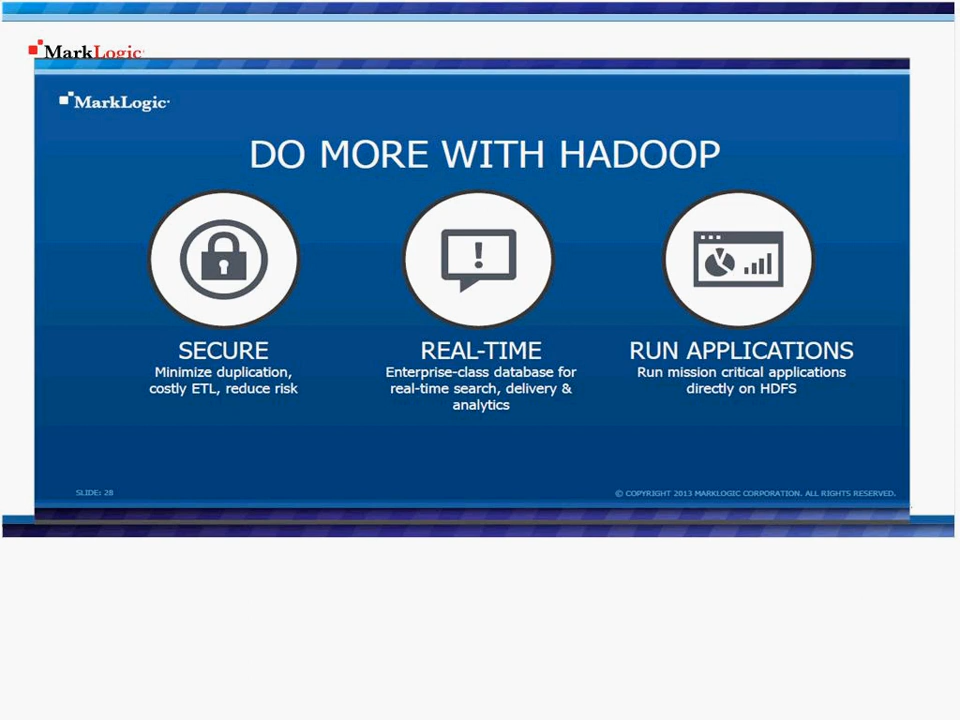 MarkLogic
MarkLogic
DO MORE WITH HADOOP
SECURE
Minimize duplication,
costly ETL, reduce risk
REAL-TIME
Enterprise-class database for
real-time search, delivery &
analytics
RUN APPLICATIONS
Run mission critical applications
directly on HDFS
SLIDE: 28
© COPYRIGHT 2013 MARKLOGIC CORPORATION. ALL RIGHTS RESERVED.